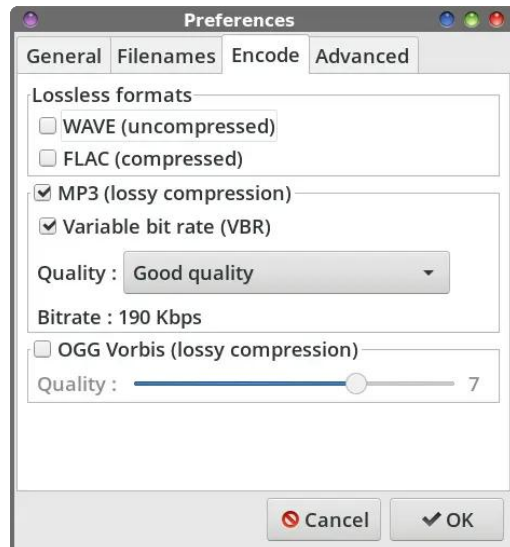 Preferences
General Filenames Encode Advanced
Lossless formats
WAVE (uncompressed)
FLAC (compressed)
MP3 (lossy compression)
Variable bit rate (VBR)
Quality : Good quality
Bitrate : 190 Kbps
OGG Vorbis (lossy compression)
Quality : 7
Cancel OK